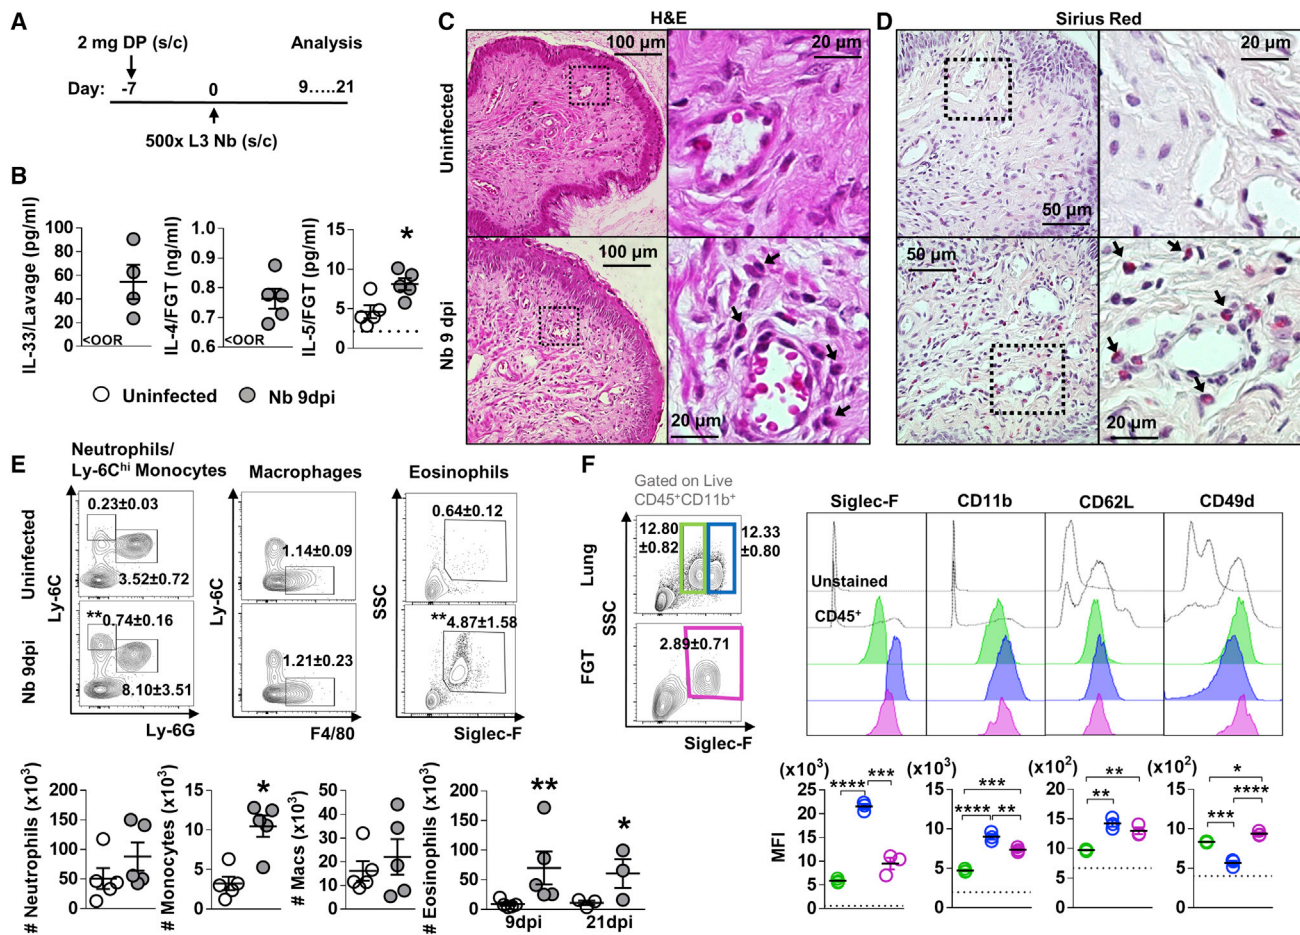 A
2 mg DP (s/c)
Analysis
Day:
-7
0
9.....21
500x L3 Nb (s/c)
B
IL-33/Lavage (pg/ml)
100
80
60
40
20
0
<OOR
IL-4/FGT (ng/ml)
1.0
0.9
0.8
0.7
0.6
<OOR
IL-5/FGT (pg/ml)
15
10
5
0
*
Uninfected
Nb 9dpi
C
H&E
Uninfected
Nb 9 dpi
100 µm
20 µm
100 µm
20 µm
D
Sirius Red
50 µm
20 µm
50 µm
20 µm
E
Neutrophils/
Ly-6Chi Monocytes
Macrophages
Eosinophils
Uninfected
Nb 9dpi
Ly-6C
0.23±0.03
3.52±0.72
**
0.74±0.16
8.10±3.51
Ly-6G
Ly-6C
1.14±0.09
1.21±0.23
F4/80
SSC
0.64±0.12
**
4.87±1.58
Siglec-F
# Neutrophils (x10³)
200
150
100
50
0
# Monocytes (x10³)
15
10
5
0
*
# Macs (x10³)
50
40
30
20
10
0
# Eosinophils (x10³)
250
200
150
100
50
0
**
*
9dpi
21dpi
F
Gated on Live
CD45+CD11b+
Lung
FGT
SSC
12.80
±0.82
12.33
±0.80
2.89±0.71
Siglec-F
Siglec-F
CD11b
CD62L
CD49d
Unstained
CD45+
MFI
(x10³)
25
20
15
10
5
0
****
***
(x10³)
15
10
5
0
***
****
**
(x10²)
20
15
10
5
0
**
**
(x10²)
15
10
5
0
*
****
***